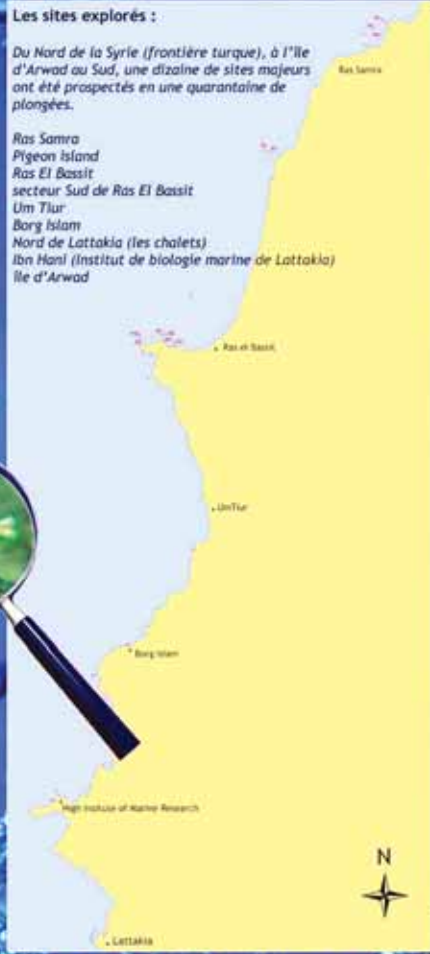 Les sites explorés :
Du Nord de la Syrie (frontière turque), à l'île
d'Arwad au Sud, une dizaine de sites majeurs
ont été prospectés en une quarantaine de
plongées.
Ras Samra
Pigeon Island
Ras El Bassit
secteur Sud de Ras El Bassit
Um Tiur
Borg Islam
Nord de Lattakia (les chalets)
Ibn Hani (Institut de biologie marine de Lattakia)
île d'Arwad
Ras Samra
Ras el Bassit
UmTiur
Borg Islam
High Insituse of Marine Research
N
Lattakia